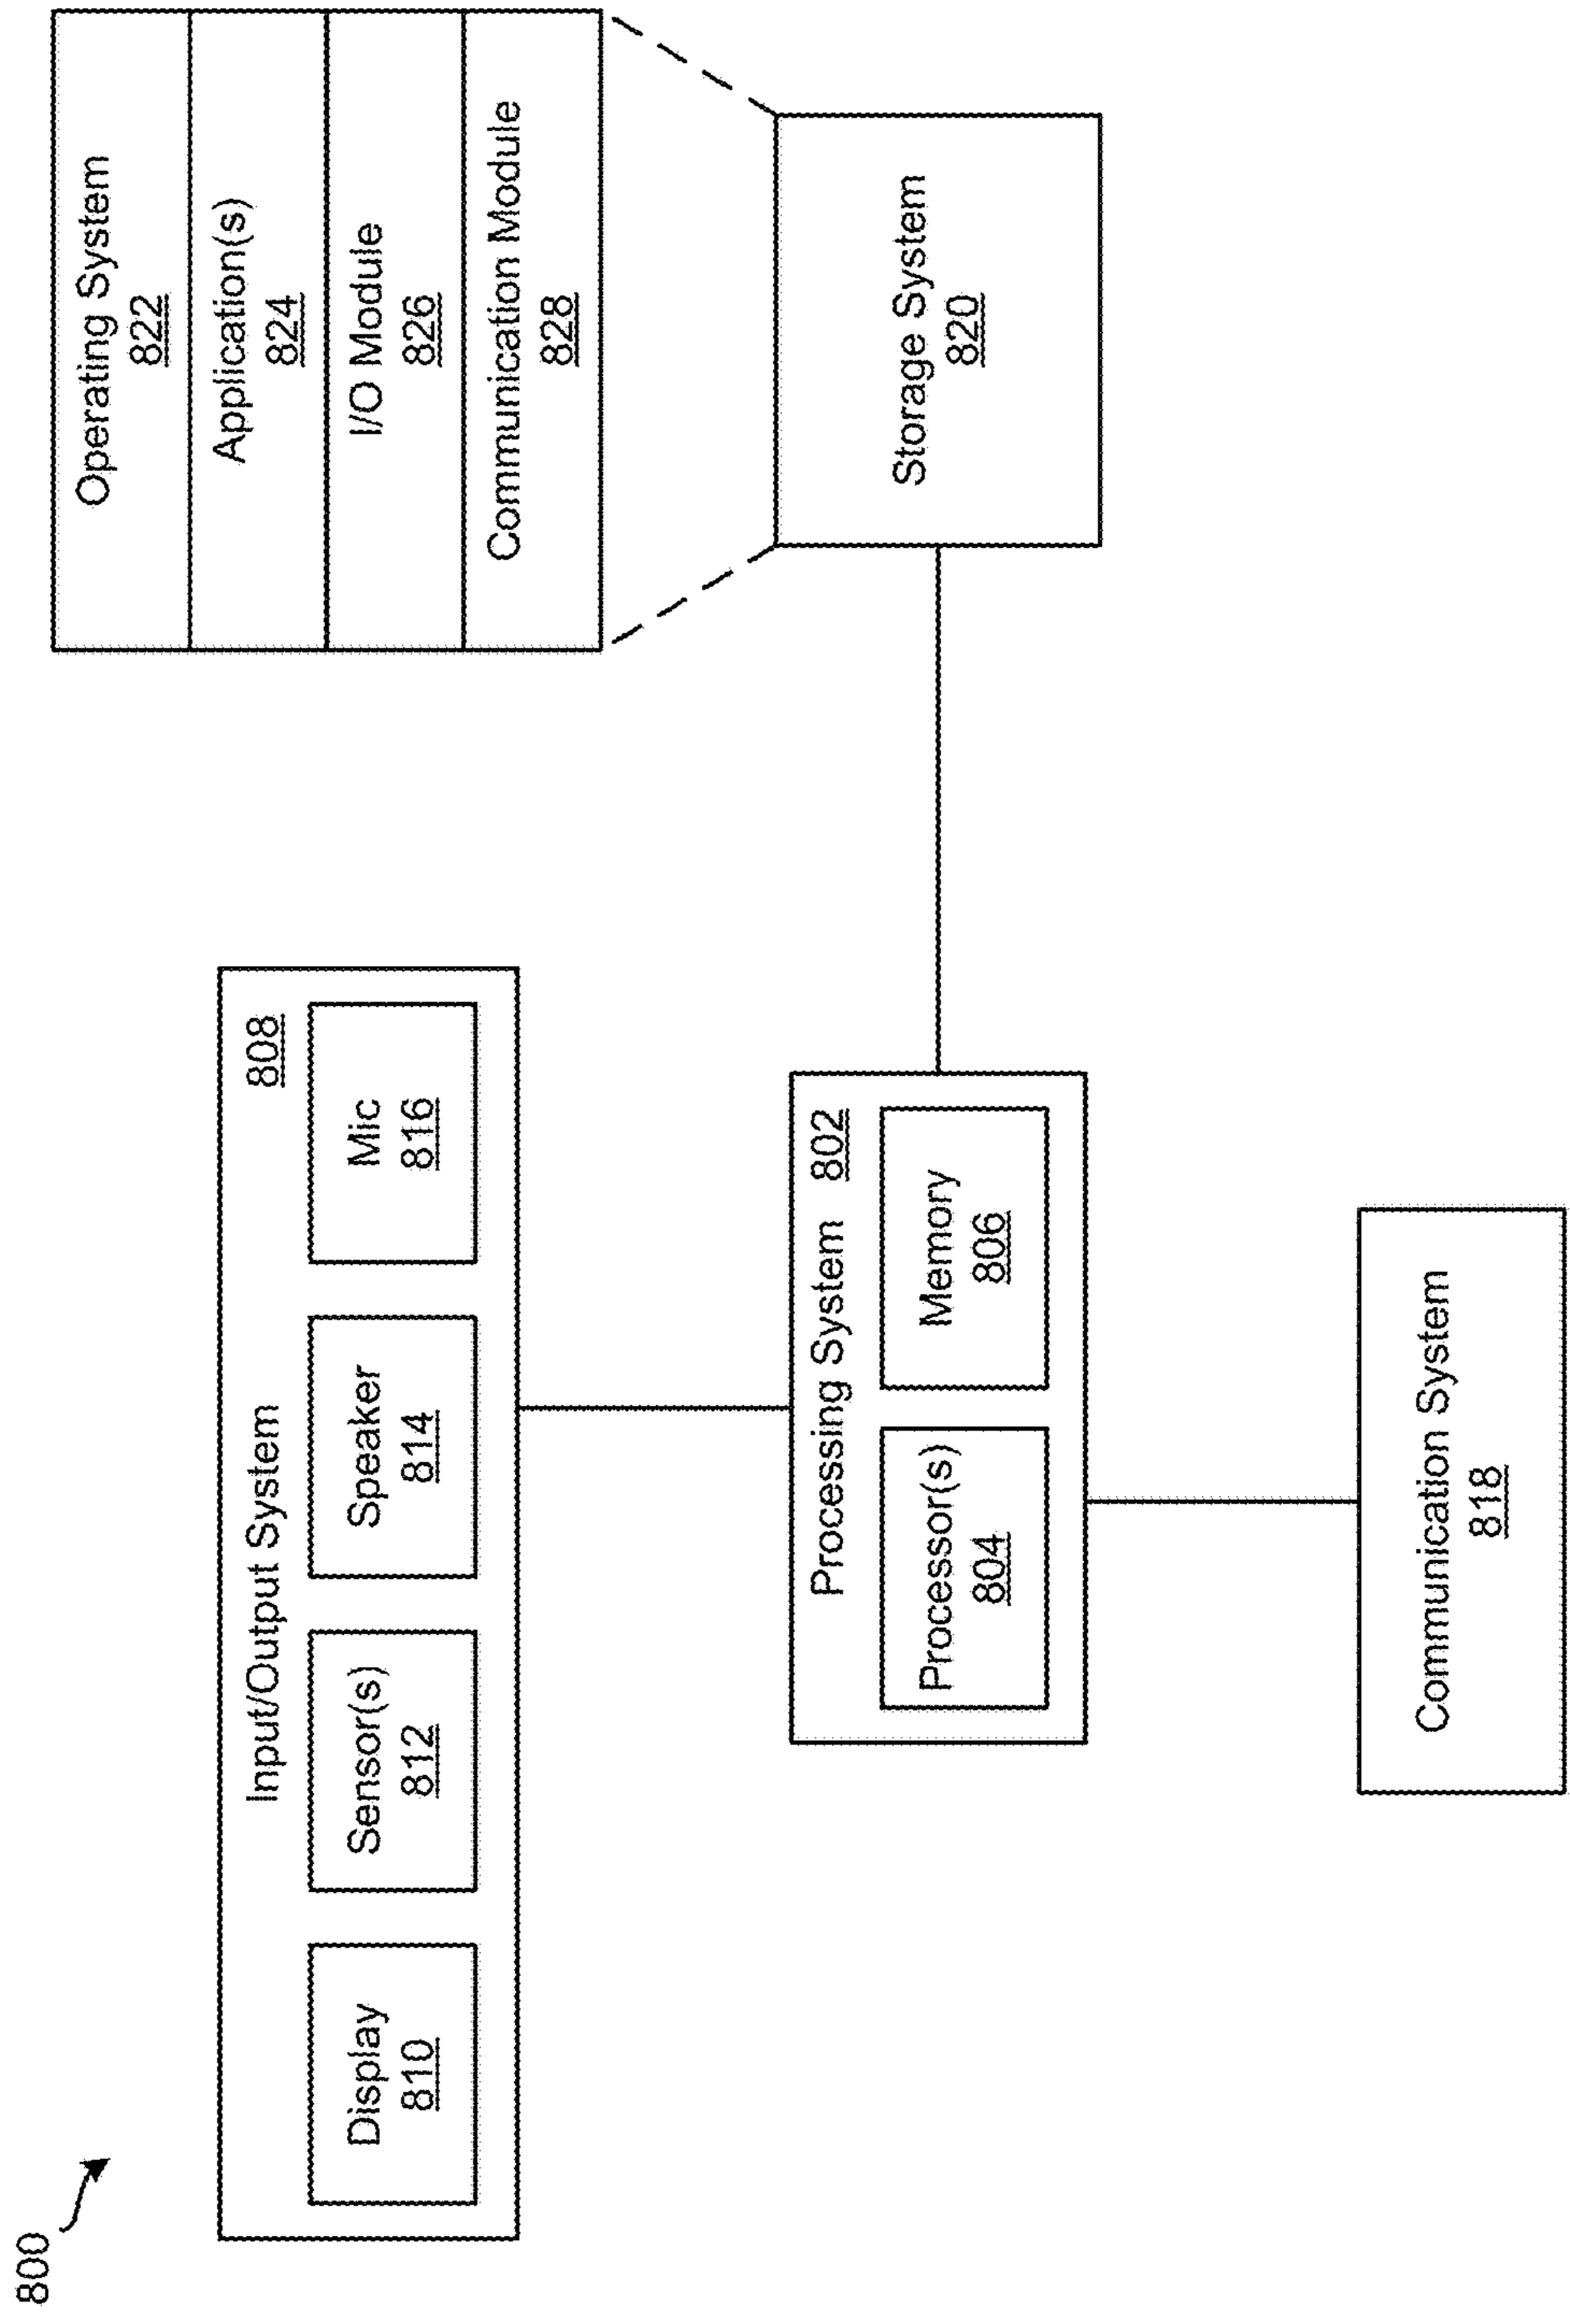 800
Input/Output System
808
Display
810
Sensor(s)
812
Speaker
814
Mic
816
Operating System
822
Application(s)
824
I/O Module
826
Communication Module
828
Processing System 802
Processor(s)
804
Memory
806
Storage System
820
Communication System
818